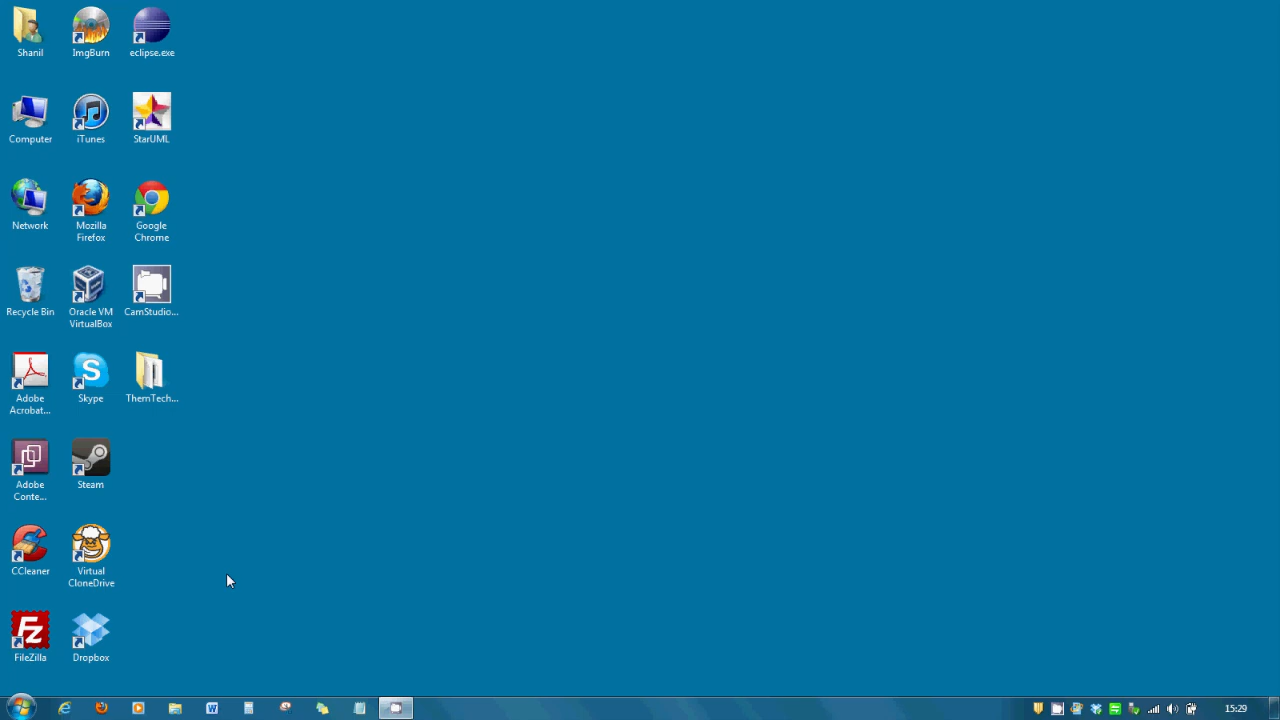 Shanil
ImgBurn
eclipse.exe
Computer
iTunes
StarUML
Network
Mozilla
Firefox
Google
Chrome
Recycle Bin
Oracle VM
VirtualBox
CamStudio...
Adobe
Acrobat...
Skype
ThemTech...
Adobe
Conte...
Steam
CCleaner
Virtual
CloneDrive
FileZilla
Dropbox
15:29